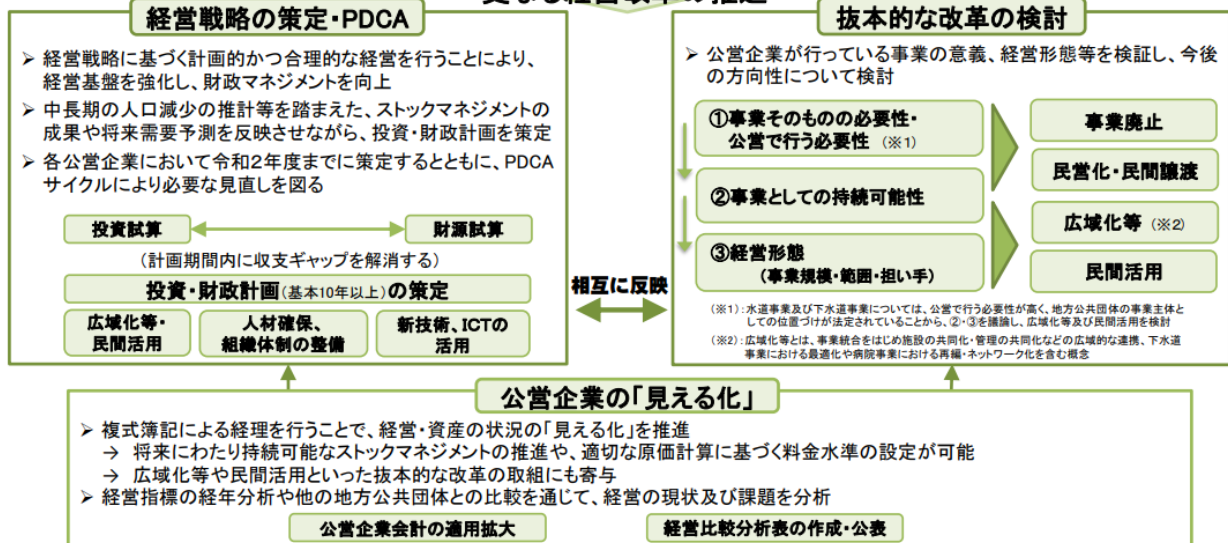 更なる経営改革の推進
経営戦略の策定・PDCA
➢ 経営戦略に基づく計画的かつ合理的な経営を行うことにより、
経営基盤を強化し、財政マネジメントを向上
➢ 中長期の人口減少の推計等を踏まえた、ストックマネジメントの
成果や将来需要予測を反映させながら、投資・財政計画を策定
➢ 各公営企業において令和2年度までに策定するとともに、PDCA
サイクルにより必要な見直しを図る
投資試算
財源試算
(計画期間内に収支ギャップを解消する)
投資・財政計画(基本10年以上)の策定
広域化等・
民間活用
人材確保、
組織体制の整備
新技術、ICTの
活用
相互に反映
抜本的な改革の検討
➢ 公営企業が行っている事業の意義、経営形態等を検証し、今後
の方向性について検討
①事業そのものの必要性・
公営で行う必要性 (※1)
②事業としての持続可能性
③経営形態
(事業規模・範囲・担い手)
事業廃止
民営化・民間譲渡
広域化等 (※2)
民間活用
(※1):水道事業及び下水道事業については、公営で行う必要性が高く、地方公共団体の事業主体と
しての位置づけが法定されていることから、②・③を議論し、広域化等及び民間活用を検討
(※2):広域化等とは、事業統合をはじめ施設の共同化・管理の共同化などの広域的な連携、下水道
事業における最適化や病院事業における再編・ネットワーク化を含む概念
公営企業の「見える化」
➢ 複式簿記による経理を行うことで、経営・資産の状況の「見える化」を推進
→ 将来にわたり持続可能なストックマネジメントの推進や、適切な原価計算に基づく料金水準の設定が可能
→ 広域化等や民間活用といった抜本的な改革の取組にも寄与
➢ 経営指標の経年分析や他の地方公共団体との比較を通じて、経営の現状及び課題を分析
公営企業会計の適用拡大
経営比較分析表の作成・公表